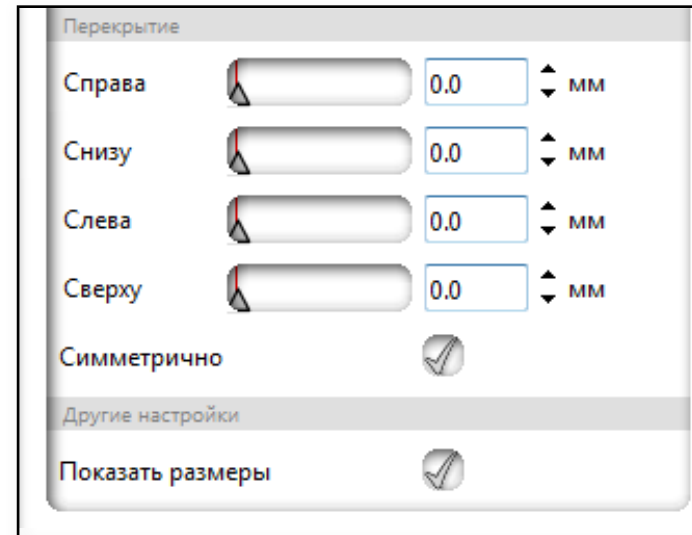 Перекрытие
Справа 0.0 мм
Снизу 0.0 мм
Слева 0.0 мм
Сверху 0.0 мм
Симметрично
Другие настройки
Показать размеры